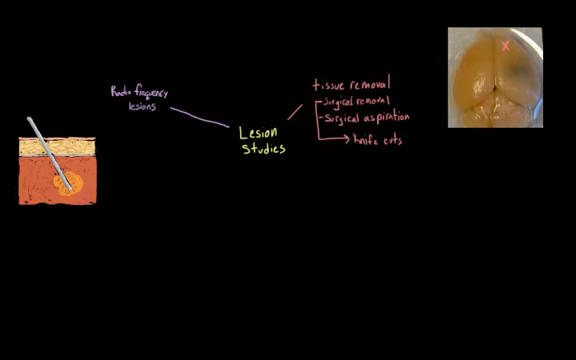 Radio frequency
lesions
Lesion
Studies
tissue removal
-Surgical removal
-Surgical aspiration
Knife cuts
x